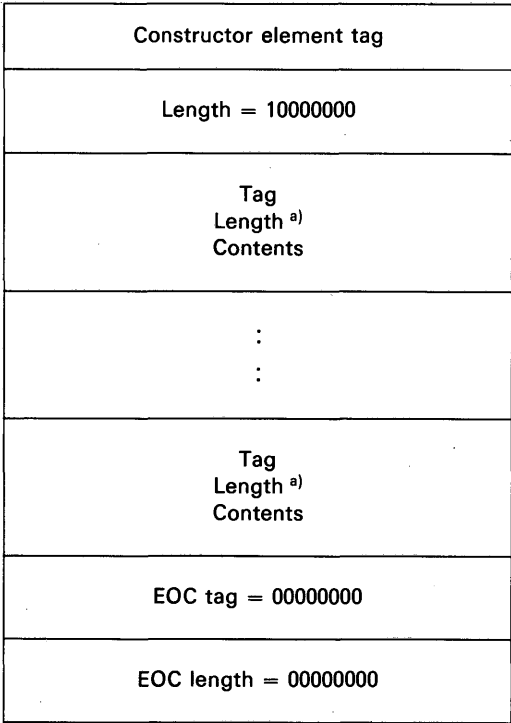 Constructor element tag
Length = 10000000
Tag
Length a)
Contents
:
:
Tag
Length a)
Contents
EOC tag = 00000000
EOC length = 00000000